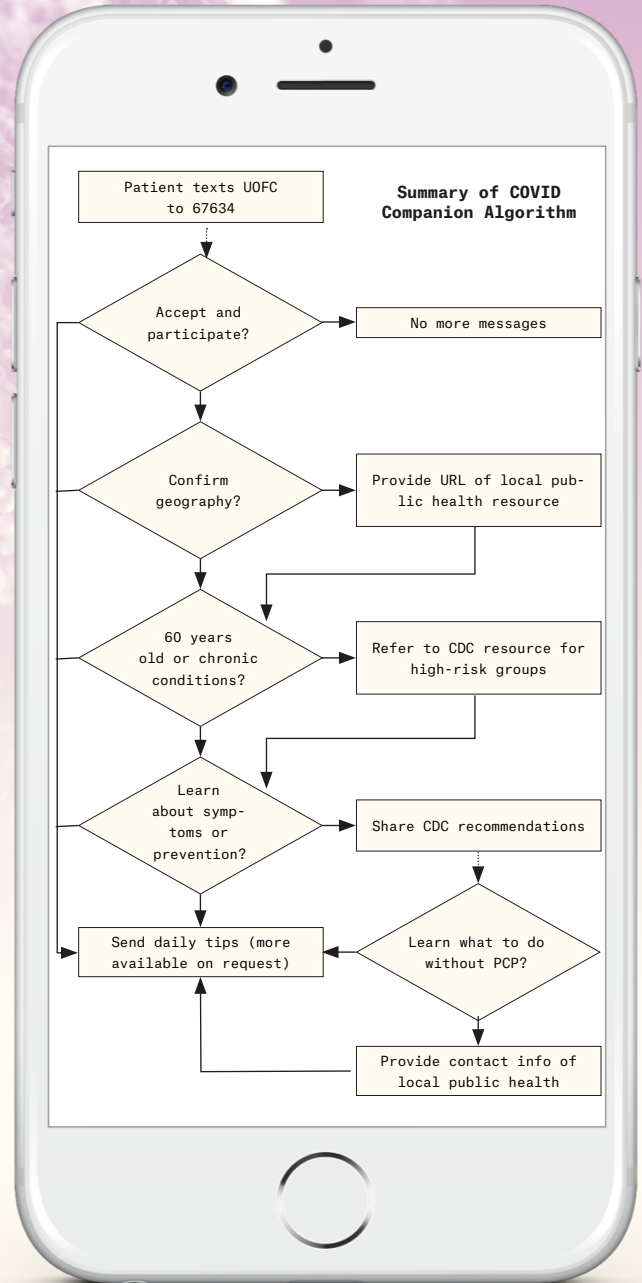 Patient texts UOFC
to 67634
Summary of COVID
Companion Algorithm
Accept and
participate?
No more messages
Confirm
geography?
Provide URL of local pub-
lic health resource
60 years
old or chronic
conditions?
Refer to CDC resource for
high-risk groups
Learn
about symp-
toms or
prevention?
Share CDC recommendations
Send daily tips (more
available on request)
Learn what to do
without PCP?
Provide contact info of
local public health